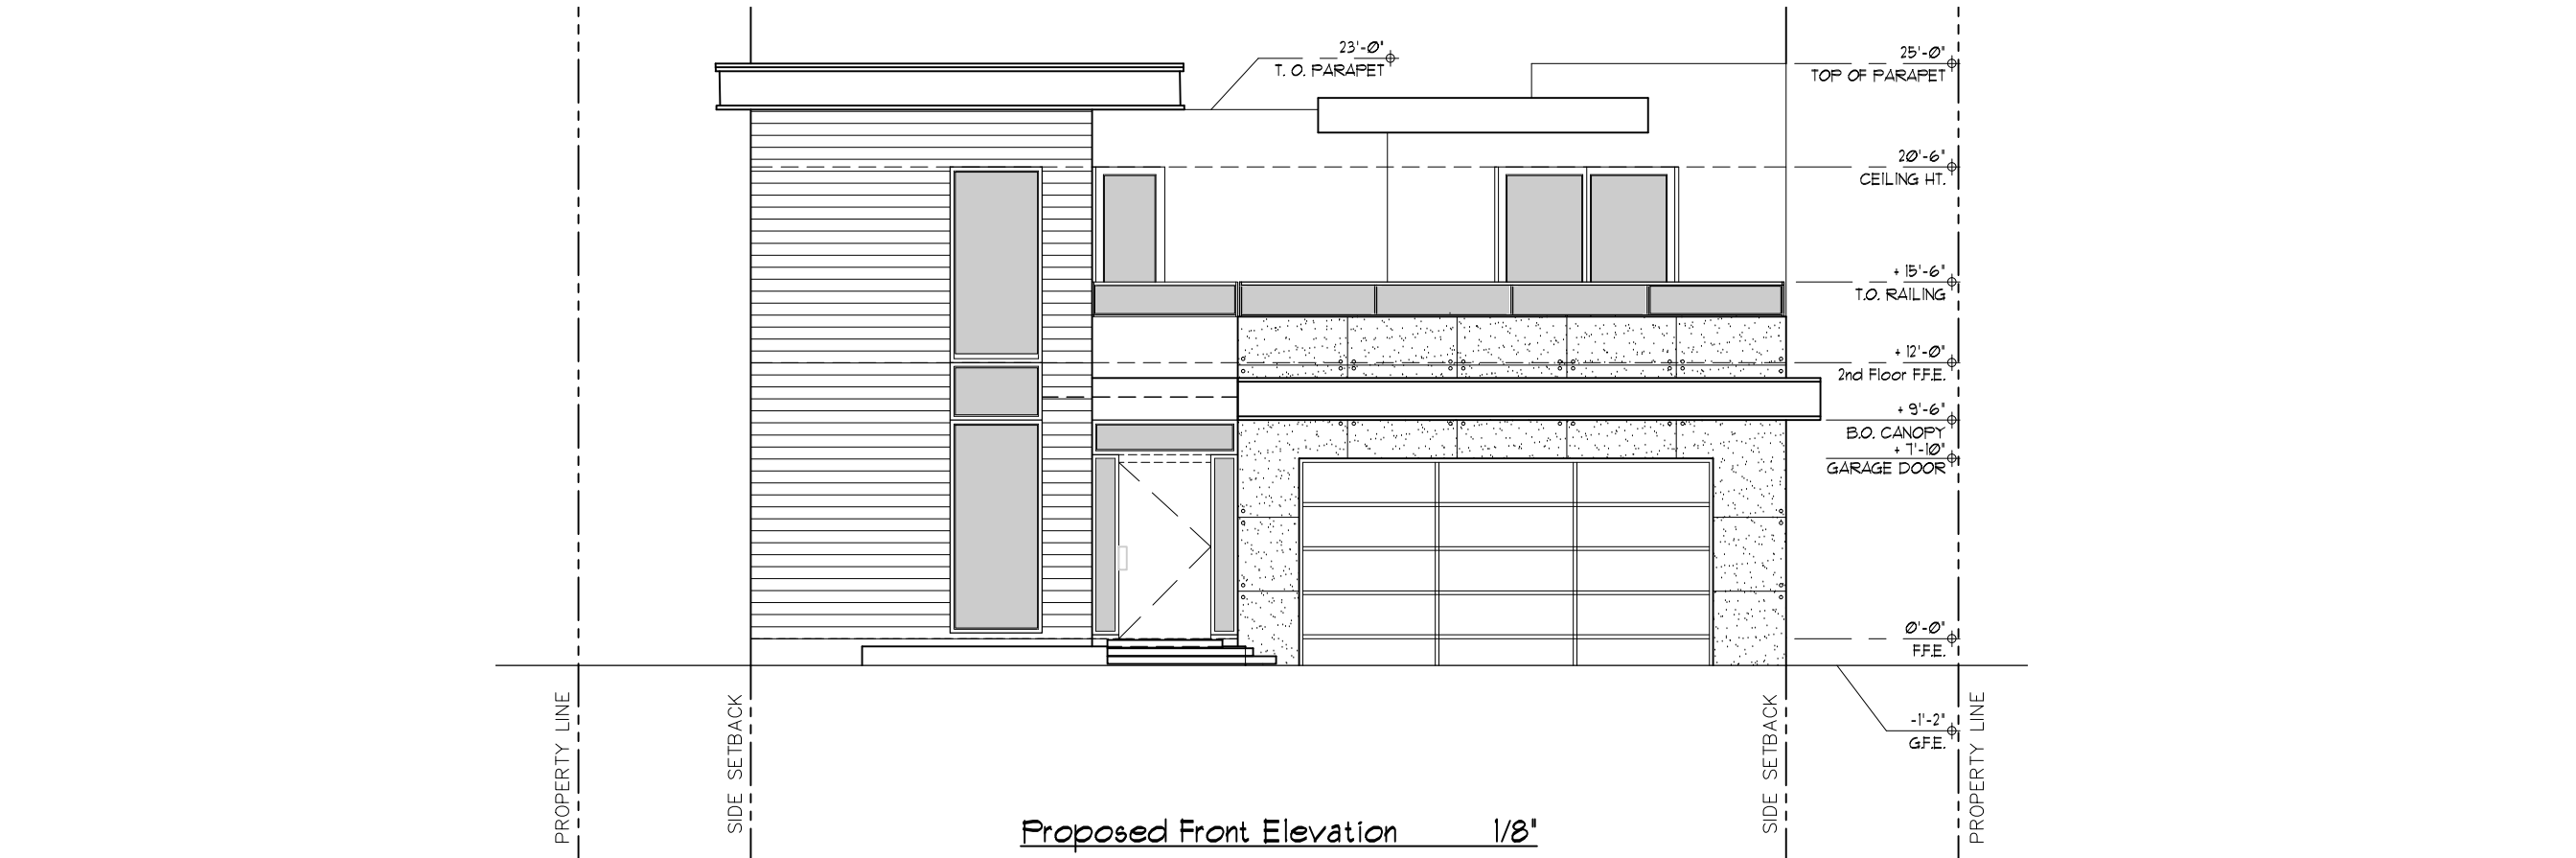 23'-0"
T. O. PARAPET
25'-0"
TOP OF PARAPET
20'-6"
CEILING HT.
+ 15'-6"
T.O. RAILING
+ 12'-0"
2nd Floor F.F.E.
+ 9'-6"
B.O. CANOPY
+ 7'-10"
GARAGE DOOR
0'-0"
F.F.E.
-1'-2"
G.F.E.
PROPERTY LINE
SIDE SETBACK
SIDE SETBACK
PROPERTY LINE
Proposed Front Elevation 1/8"